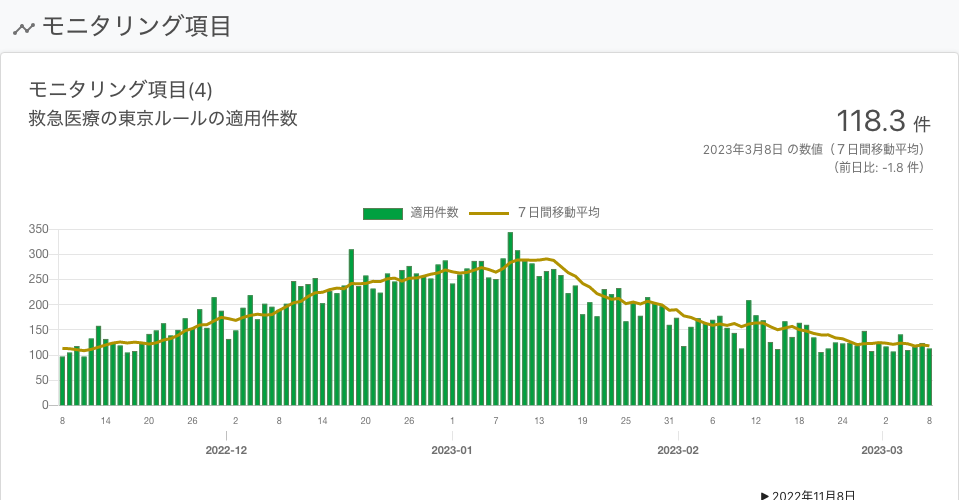 モニタリング項目
モニタリング項目(4)
救急医療の東京ルールの適用件数
118.3 件
2023年3月8日 の数値（７日間移動平均）
（前日比: -1.8 件）
適用件数 ７日間移動平均
350
300
250
200
150
100
50
0
8 14 20 26 2 8 14 20 26 1 7 13 19 25 31 6 12 18 24 2 8
2022-12 2023-01 2023-02 2023-03
▶ 2022年11月8日